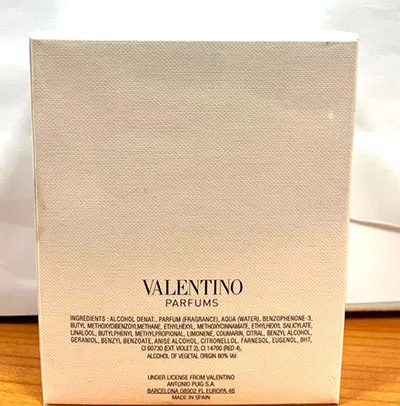 VALENTINO
PARFUMS
INGREDIENTS : ALCOHOL DENAT., PARFUM (FRAGRANCE), AQUA (WATER), BENZOPHENONE-3,
BUTYL METHOXYDIBENZOYLMETHANE, ETHYLHEXYL METHOXYCINNAMATE, ETHYLHEXYL SALICYLATE,
LINALOOL, BUTYLPHENYL METHYLPROPIONAL, LIMONENE, COUMARIN, CITRAL, BENZYL ALCOHOL,
GERANIOL, BENZYL BENZOATE, ANISE ALCOHOL, CITRONELLOL, FARNESOL, EUGENOL, BHT,
CI 60730 (EXT. VIOLET 2), CI 14700 (RED 4),
ALCOHOL OF VEGETAL ORIGIN 80% Vol
UNDER LICENSE FROM VALENTINO
ANTONIO PUIG S.A.
BARCELONA 08902 PL. EUROPA 46
MADE IN SPAIN